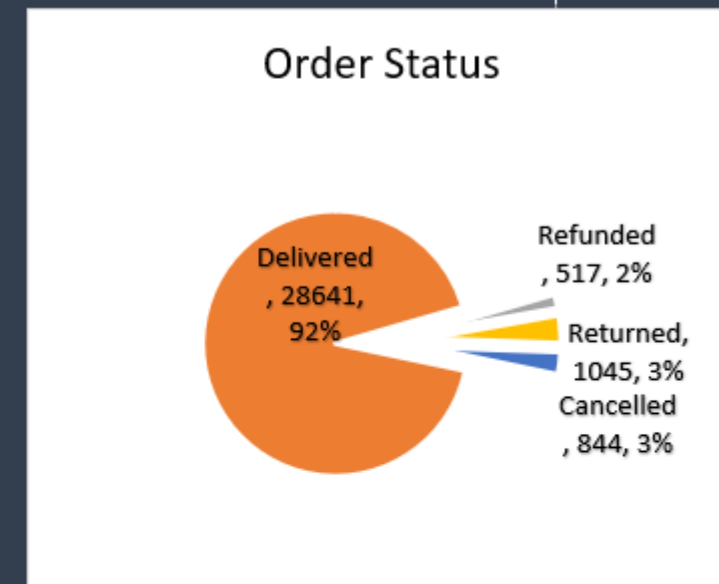 Order Status
Delivered
, 28641,
92%
Refunded
, 517, 2%
Returned,
1045, 3%
Cancelled
, 844, 3%